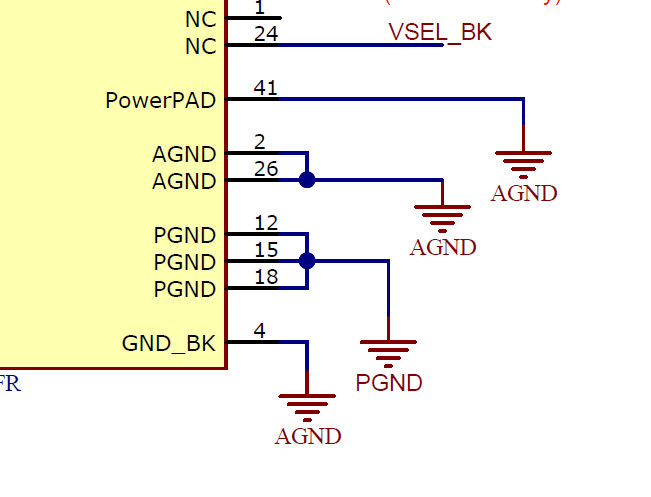 NC 1
NC 24 VSEL_BK
PowerPAD 41
AGND 2
AGND 26
AGND
AGND
PGND 12
PGND 15
PGND 18
GND_BK 4
PGND
FR
AGND